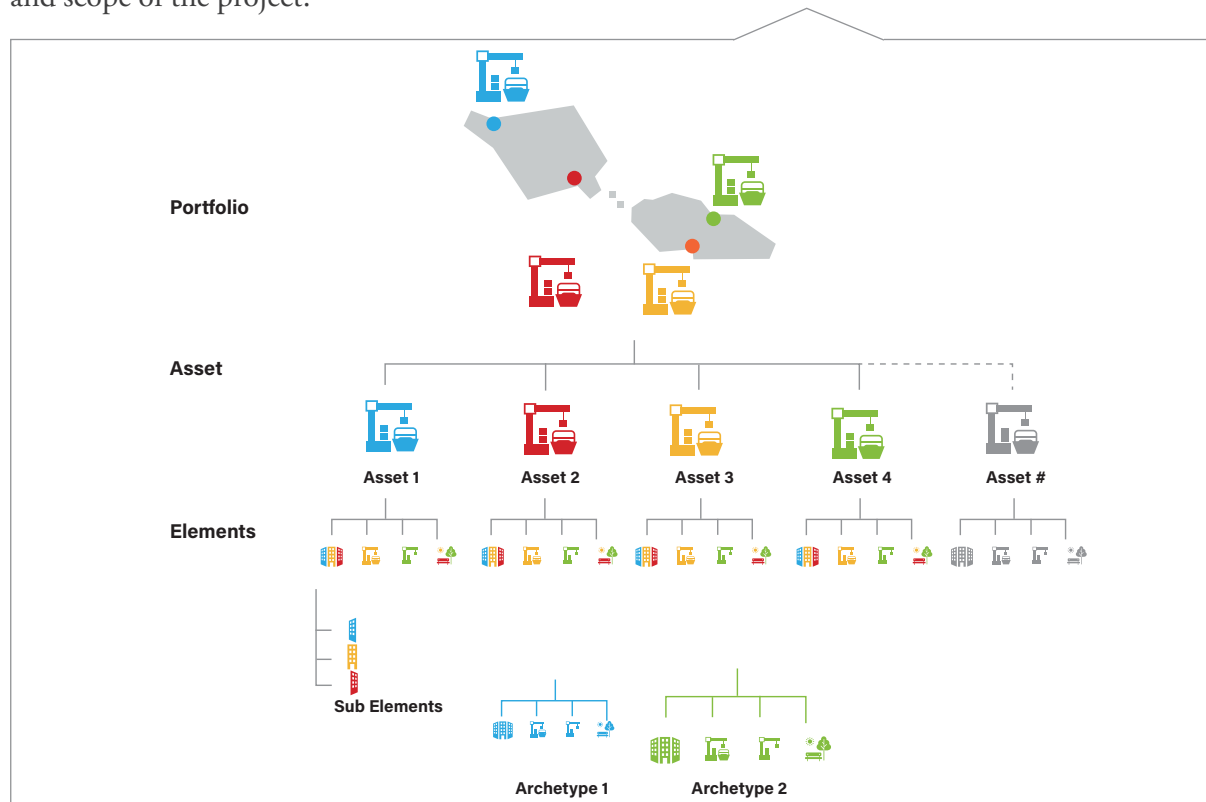 and scope of the project.
Portfolio
Asset
Asset 1
Asset 2
Asset 3
Asset 4
Asset #
Elements
Sub Elements
Archetype 1
Archetype 2